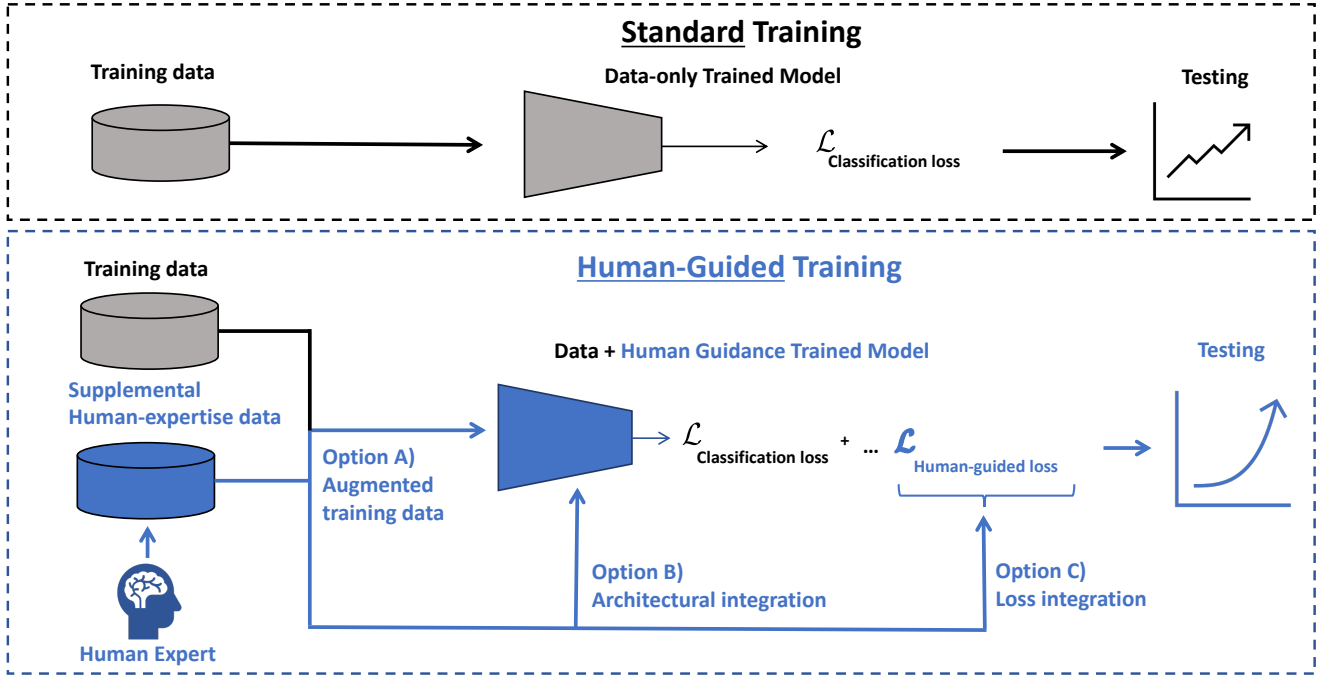 Standard Training
Training data
Data-only Trained Model
Testing
ℒ Classification loss
Human-Guided Training
Training data
Data + Human Guidance Trained Model
Testing
Supplemental
Human-expertise data
ℒ Classification loss + ... ℒ Human-guided loss
Option A)
Augmented
training data
Option B)
Architectural integration
Option C)
Loss integration
Human Expert